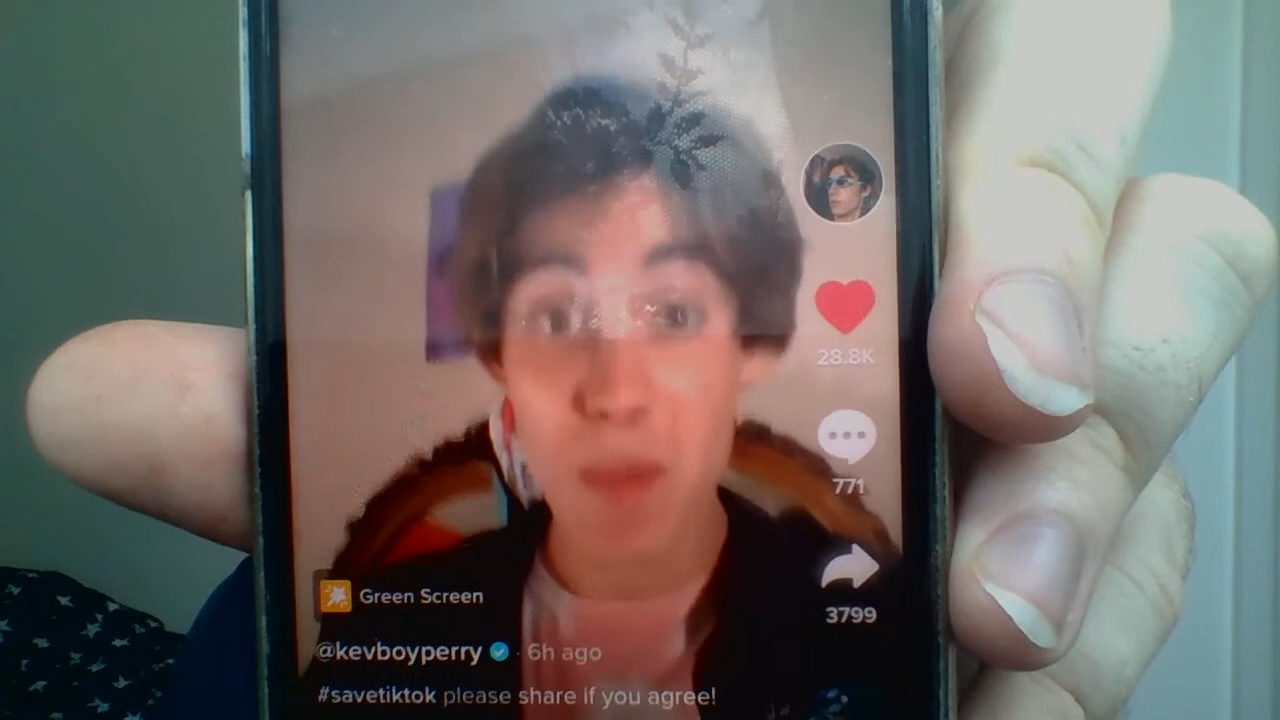 28.8K
771
3799
Green Screen
@kevboyperry · 6h ago
#savetiktok please share if you agree!